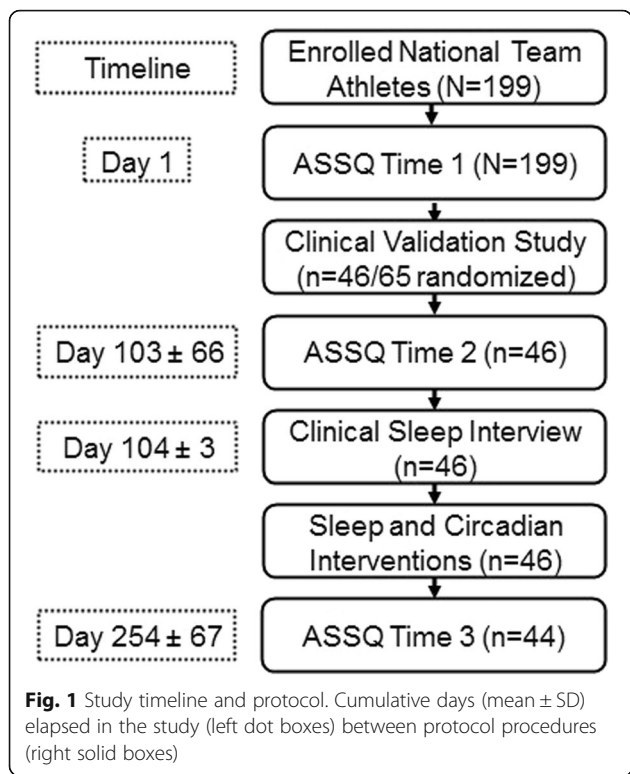 Timeline
Enrolled National Team
Athletes (N=199)
Day 1
ASSQ Time 1 (N=199)
Clinical Validation Study
(n=46/65 randomized)
Day 103 ± 66
ASSQ Time 2 (n=46)
Day 104 ± 3
Clinical Sleep Interview
(n=46)
Sleep and Circadian
Interventions (n=46)
Day 254 ± 67
ASSQ Time 3 (n=44)
Fig. 1 Study timeline and protocol. Cumulative days (mean ± SD)
elapsed in the study (left dot boxes) between protocol procedures
(right solid boxes)